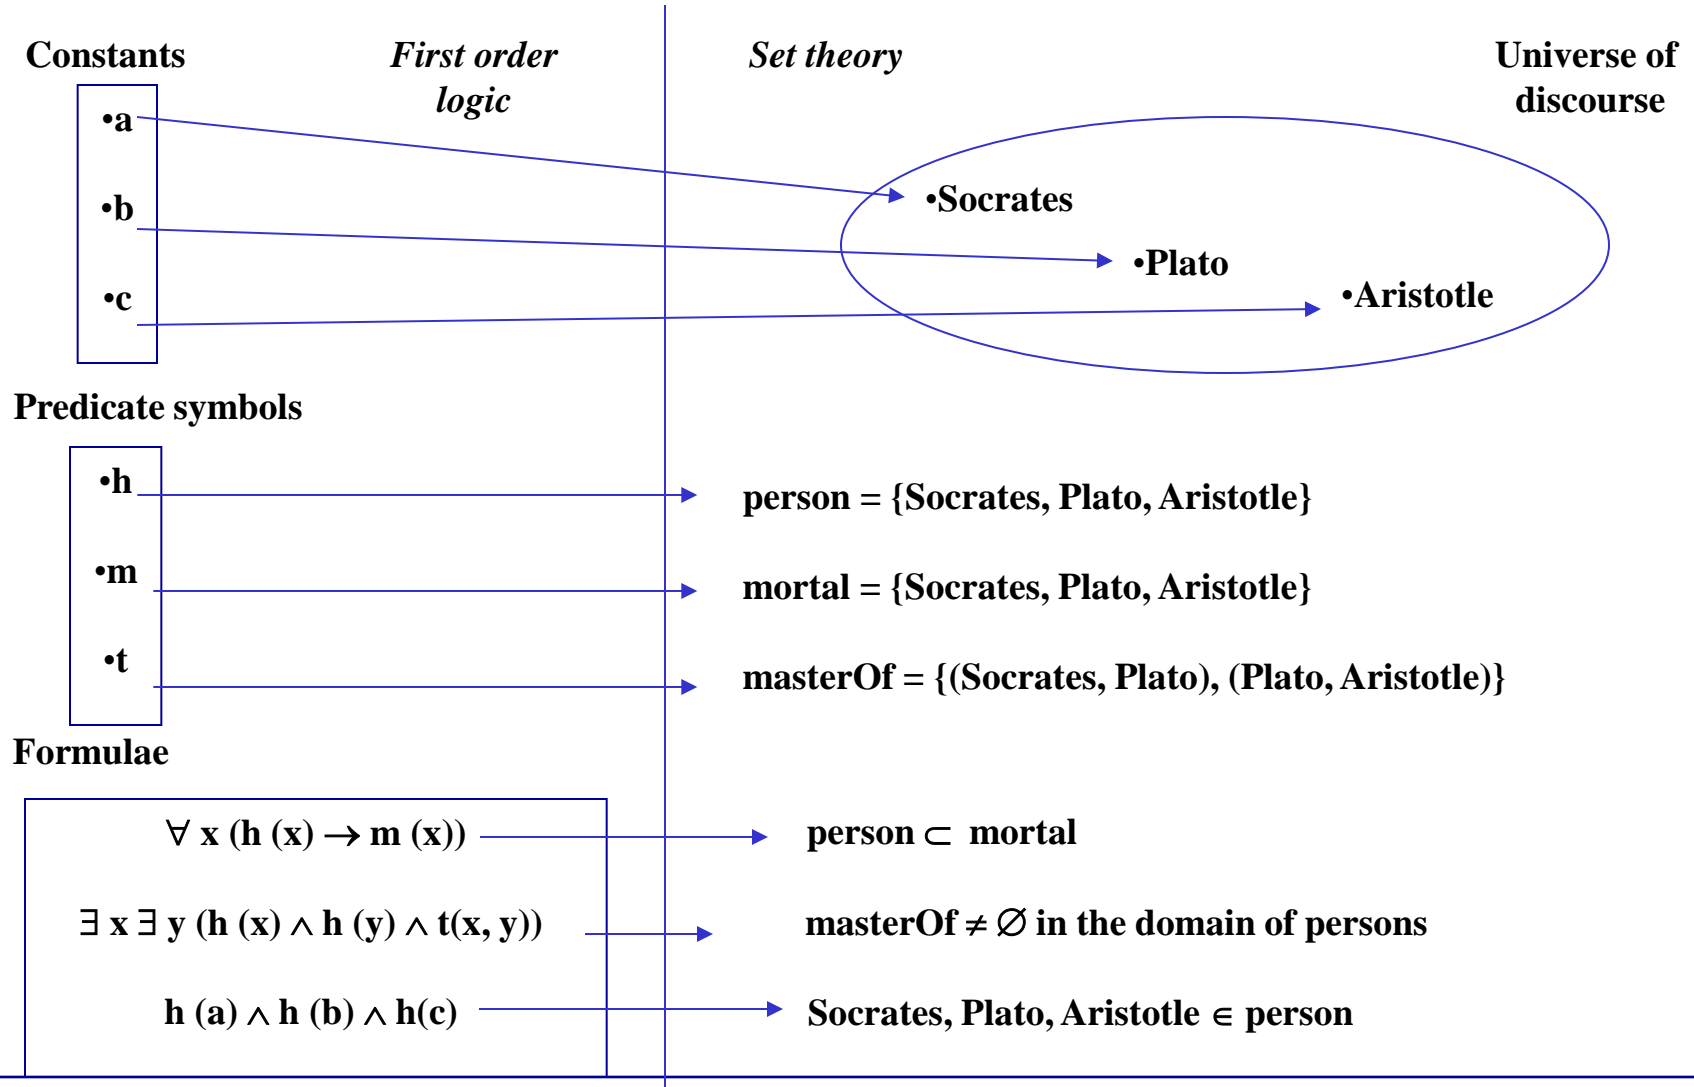 Constants
First order
logic
Set theory
Universe of
discourse
•a
•b
•c
•Socrates
•Plato
•Aristotle
Predicate symbols
•h
person = {Socrates, Plato, Aristotle}
•m
mortal = {Socrates, Plato, Aristotle}
•t
masterOf = {(Socrates, Plato), (Plato, Aristotle)}
Formulae
∀ x (h (x) → m (x))
person ⊂ mortal
∃ x ∃ y (h (x) ∧ h (y) ∧ t(x, y))
masterOf ≠ ∅ in the domain of persons
h (a) ∧ h (b) ∧ h(c)
Socrates, Plato, Aristotle ∈ person